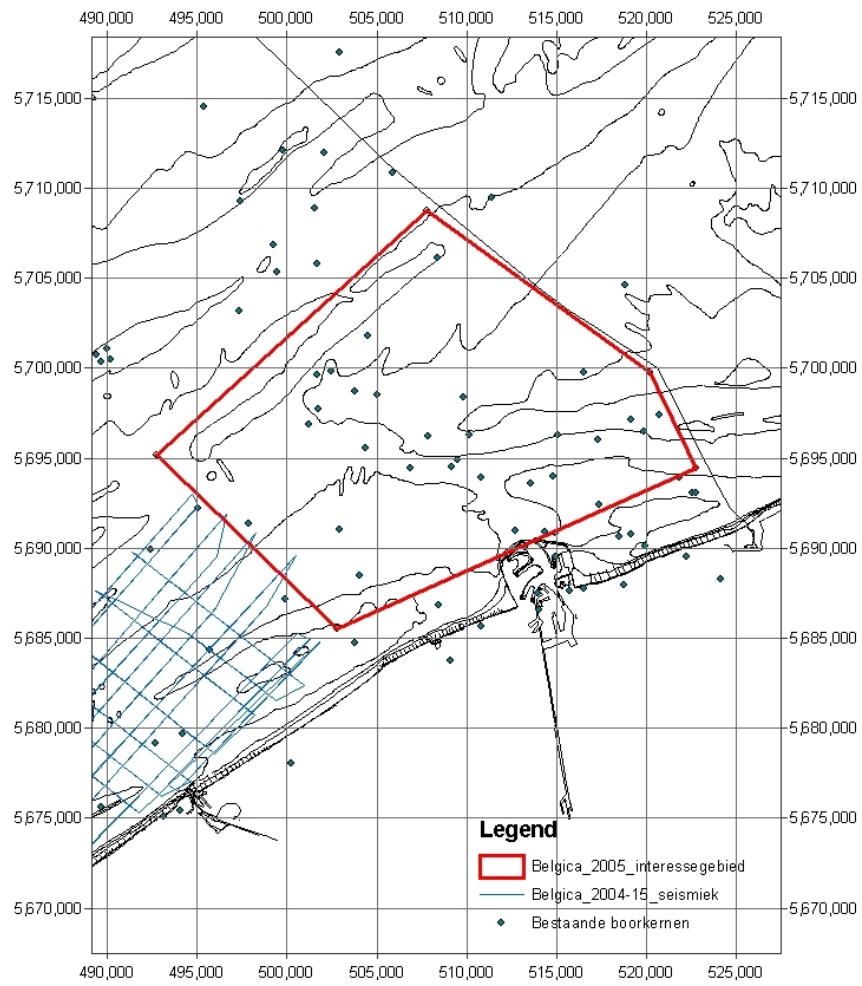 490,000 495,000 500,000 505,000 510,000 515,000 520,000 525,000
5,715,000 5,715,000
5,710,000 5,710,000
5,705,000 5,705,000
5,700,000 5,700,000
5,695,000 5,695,000
5,690,000 5,690,000
5,685,000 5,685,000
5,680,000 5,680,000
5,675,000 5,675,000
5,670,000 5,670,000
Legend
Belgica_2005_interessegebied
Belgica_2004-15_seismiek
Bestaande boorkernen
490,000 495,000 500,000 505,000 510,000 515,000 520,000 525,000